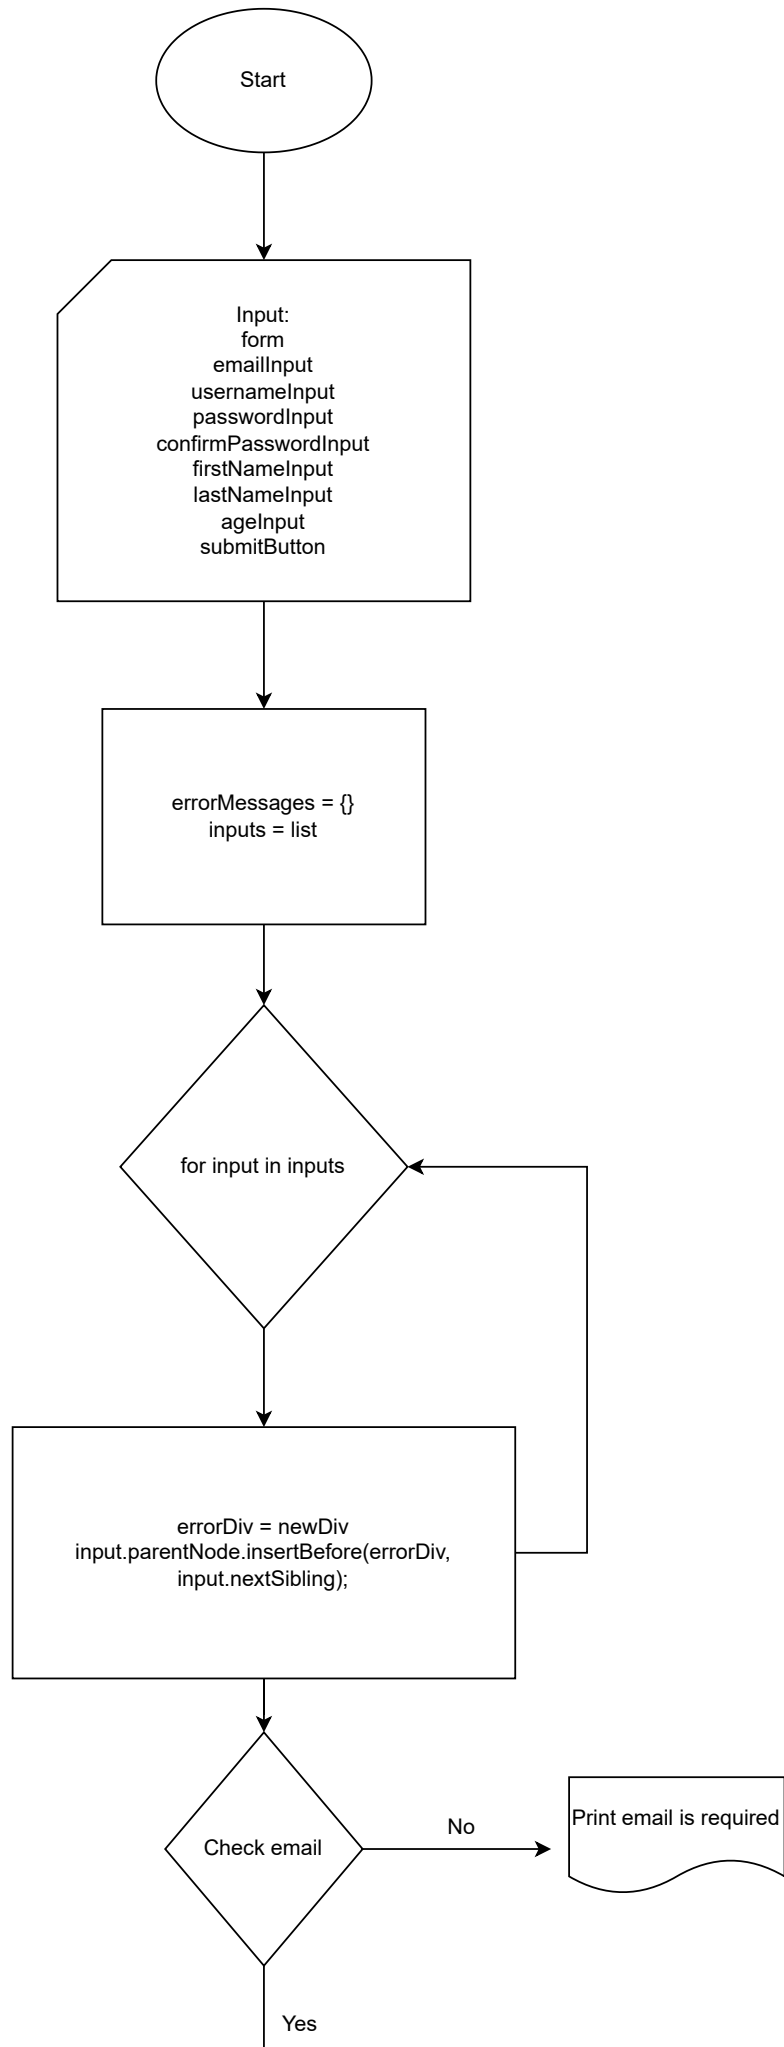 Start
Input:
form
emailInput
usernameInput
passwordInput
confirmPasswordInput
firstNameInput
lastNameInput
ageInput
submitButton
errorMessages = {}
inputs = list
for input in inputs
errorDiv = newDiv
input.parentNode.insertBefore(errorDiv,
input.nextSibling);
Check email
No
Print email is required
Yes